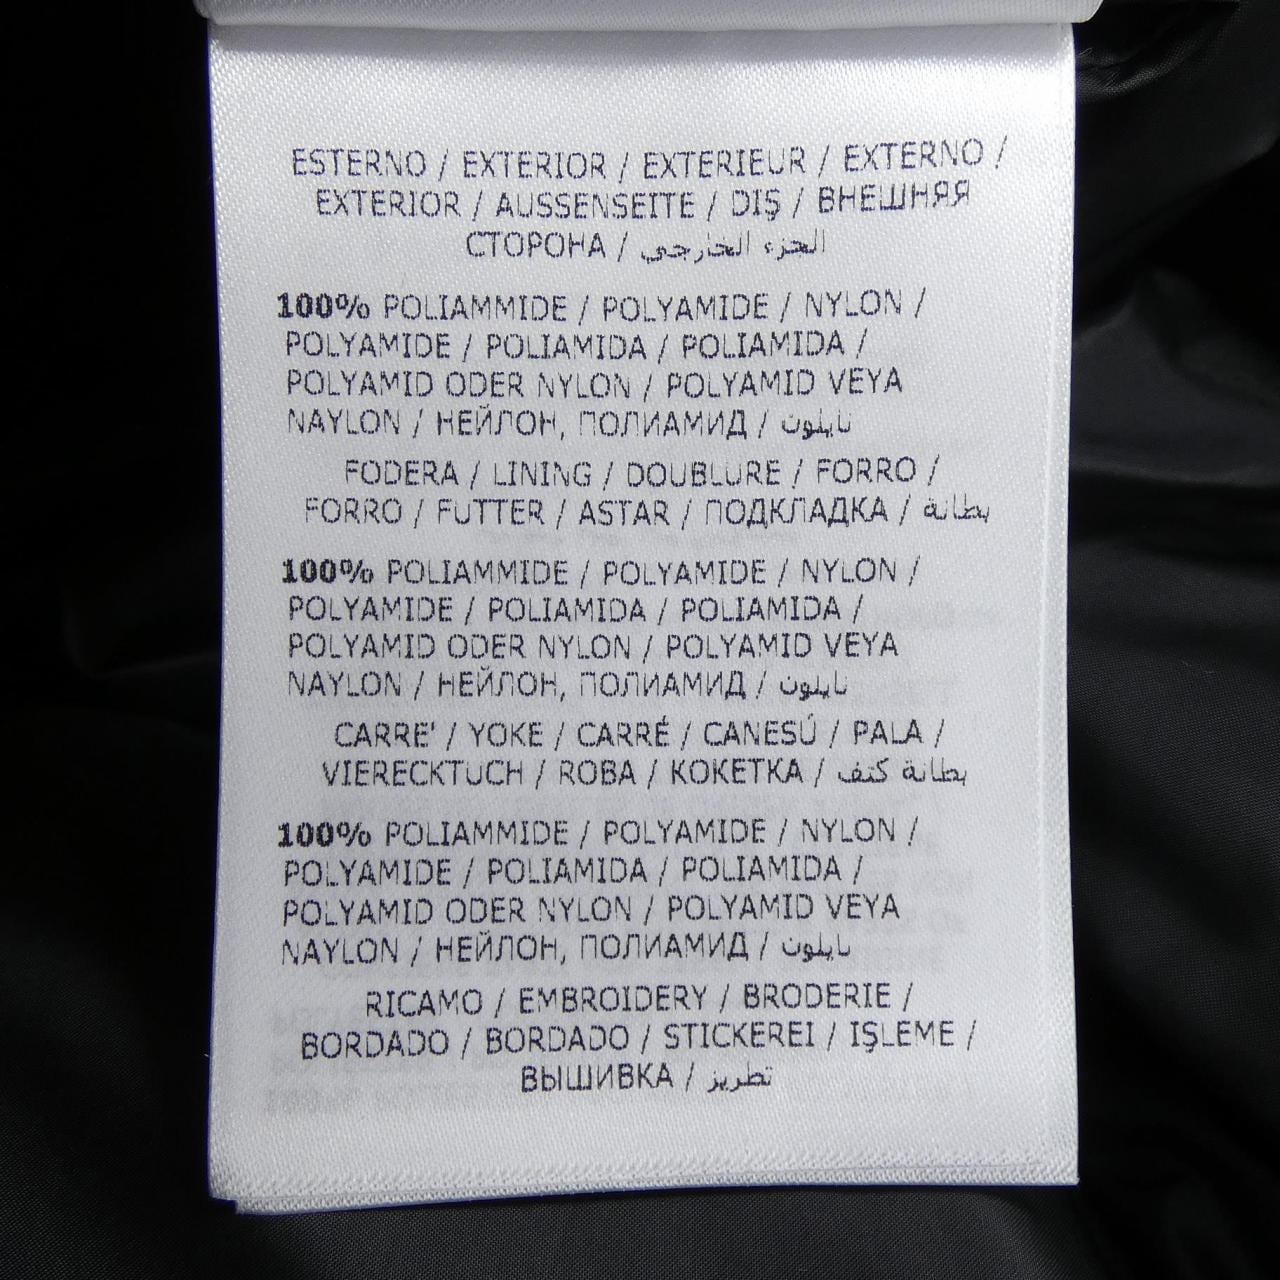 ESTERNO / EXTERIOR / EXTERIEUR / EXTERNO /
EXTERIOR / AUSSENSEITE / DIŞ / ВНЕШНЯЯ
СТОРОНА / الجزء الخارجي
100% POLIAMMIDE / POLYAMIDE / NYLON /
POLYAMIDE / POLIAMIDA / POLIAMIDA /
POLYAMID ODER NYLON / POLYAMID VEYA
NAYLON / НЕЙЛОН, ПОЛИАМИД / نايلون
FODERA / LINING / DOUBLURE / FORRO /
FORRO / FUTTER / ASTAR / ПОДКЛАДКА / بطانة
100% POLIAMMIDE / POLYAMIDE / NYLON /
POLYAMIDE / POLIAMIDA / POLIAMIDA /
POLYAMID ODER NYLON / POLYAMID VEYA
NAYLON / НЕЙЛОН, ПОЛИАМИД / نايلون
CARRE' / YOKE / CARRÉ / CANESÚ / PALA /
VIERECKTUCH / ROBA / КОКЕТКА / بطانة كتف
100% POLIAMMIDE / POLYAMIDE / NYLON /
POLYAMIDE / POLIAMIDA / POLIAMIDA /
POLYAMID ODER NYLON / POLYAMID VEYA
NAYLON / НЕЙЛОН, ПОЛИАМИД / نايلون
RICAMO / EMBROIDERY / BRODERIE /
BORDADO / BORDADO / STICKEREI / IŞLEME /
ВЫШИВКА / تطريز